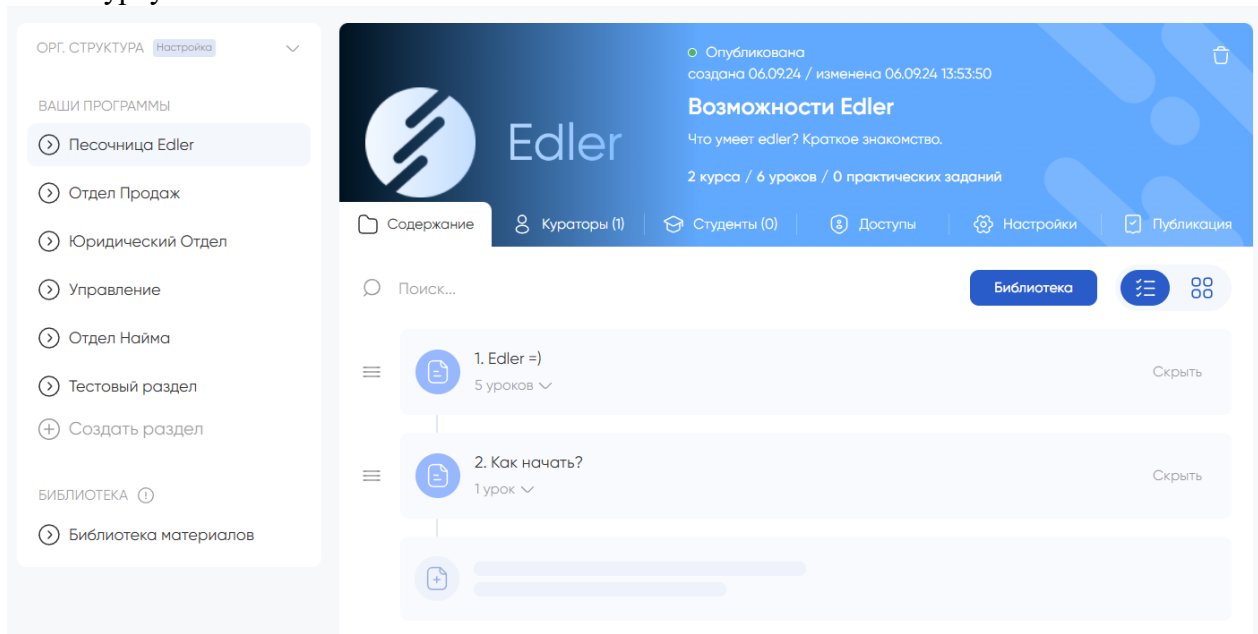 ОРГ. СТРУКТУРА Настройка
ВАШИ ПРОГРАММЫ
Песочница Edler
Отдел Продаж
Юридический Отдел
Управление
Отдел Найма
Тестовый раздел
Создать раздел
БИБЛИОТЕКА
Библиотека материалов
Edler
Опубликована
создана 06.09.24 / изменена 06.09.24 13:53:50
Возможности Edler
Что умеет edler? Краткое знакомство.
2 курса / 6 уроков / 0 практических заданий
Содержание
Кураторы (1)
Студенты (0)
Доступы
Настройки
Публикация
Поиск...
Библиотека
1. Edler =)
5 уроков
Скрыть
2. Как начать?
1 урок
Скрыть